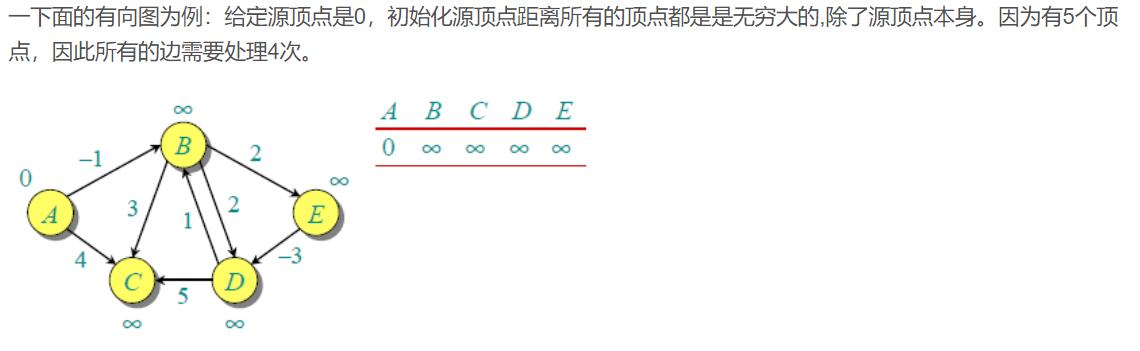 一下面的有向图为例：给定源顶点是0，初始化源顶点距离所有的顶点都是是无穷大的,除了源顶点本身。因为有5个顶
点，因此所有的边需要处理4次。
∞
A B C D E
B
–1
2
0 ∞ ∞ ∞ ∞
0
∞
A
3
1
2
E
4
–3
C
D
5
∞
∞